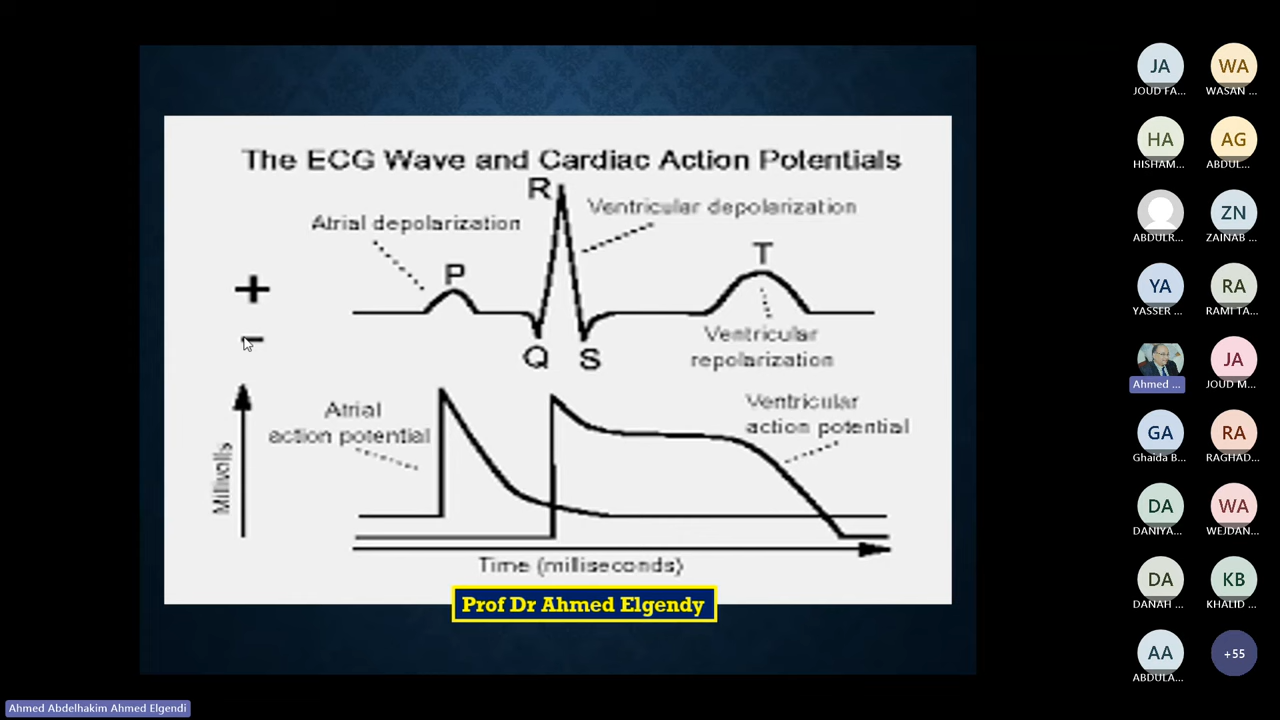 The ECG Wave and Cardiac Action Potentials
R
Ventricular depolarization
Atrial depolarization
P
T
+
-
Q
S
Ventricular
repolarization
Atrial
action potential
Ventricular
action potential
Millivolts
Time (milliseconds)
Prof Dr Ahmed Elgendy
Ahmed Abdelhakim Ahmed Elgendi
JA
JOUD FA...
WA
WASAN ...
HA
HISHAM...
AG
ABDUL...
ABDULR...
ZN
ZAINAB ...
YA
YASSER ...
RA
RAMI TA...
Ahmed ...
JA
JOUD M...
GA
Ghaida B...
RA
RAGHAD...
DA
DANIYA...
WA
WEJDAN...
DA
DANAH ...
KB
KHALID ...
AA
ABDULA...
+55